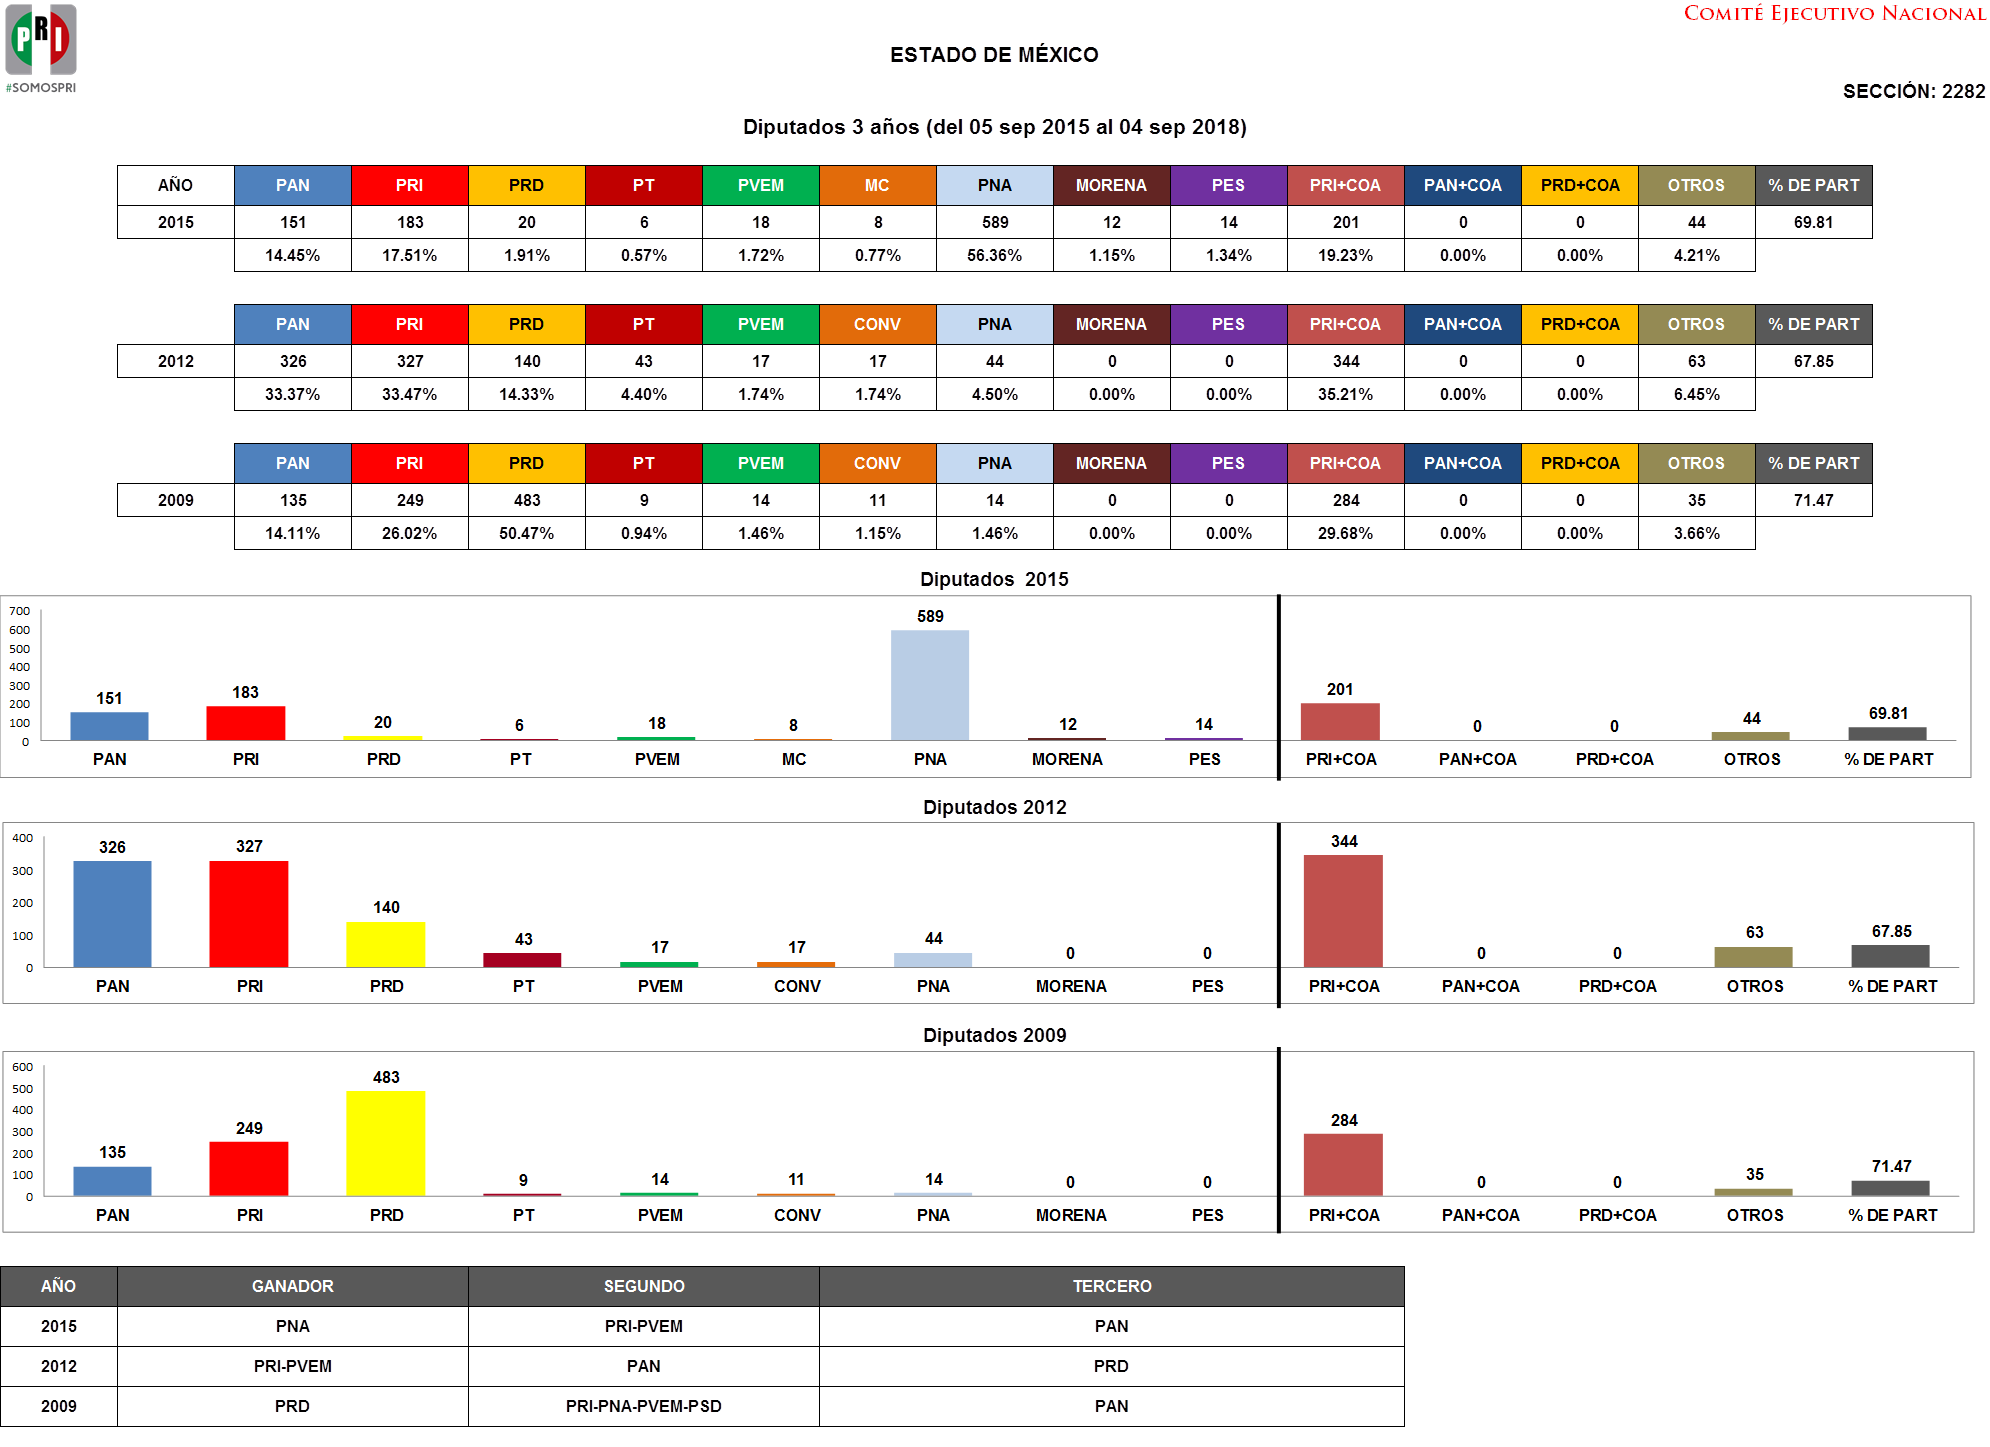 PRI
#SOMOSPRI
COMITÉ EJECUTIVO NACIONAL
ESTADO DE MÉXICO
SECCIÓN: 2282
Diputados 3 años (del 05 sep 2015 al 04 sep 2018)
AÑO PAN PRI PRD PT PVEM MC PNA MORENA PES PRI+COA PAN+COA PRD+COA OTROS % DE PART
2015 151 183 20 6 18 8 589 12 14 201 0 0 44 69.81
14.45% 17.51% 1.91% 0.57% 1.72% 0.77% 56.36% 1.15% 1.34% 19.23% 0.00% 0.00% 4.21%
PAN PRI PRD PT PVEM CONV PNA MORENA PES PRI+COA PAN+COA PRD+COA OTROS % DE PART
2012 326 327 140 43 17 17 44 0 0 344 0 0 63 67.85
33.37% 33.47% 14.33% 4.40% 1.74% 1.74% 4.50% 0.00% 0.00% 35.21% 0.00% 0.00% 6.45%
PAN PRI PRD PT PVEM CONV PNA MORENA PES PRI+COA PAN+COA PRD+COA OTROS % DE PART
2009 135 249 483 9 14 11 14 0 0 284 0 0 35 71.47
14.11% 26.02% 50.47% 0.94% 1.46% 1.15% 1.46% 0.00% 0.00% 29.68% 0.00% 0.00% 3.66%
Diputados 2015
700
600
500
400
300
200
100
0
151 183 20 6 18 8 589 12 14 201 0 0 44 69.81
PAN PRI PRD PT PVEM MC PNA MORENA PES PRI+COA PAN+COA PRD+COA OTROS % DE PART
Diputados 2012
400
300
200
100
0
326 327 140 43 17 17 44 0 0 344 0 0 63 67.85
PAN PRI PRD PT PVEM CONV PNA MORENA PES PRI+COA PAN+COA PRD+COA OTROS % DE PART
Diputados 2009
600
500
400
300
200
100
0
135 249 483 9 14 11 14 0 0 284 0 0 35 71.47
PAN PRI PRD PT PVEM CONV PNA MORENA PES PRI+COA PAN+COA PRD+COA OTROS % DE PART
AÑO GANADOR SEGUNDO TERCERO
2015 PNA PRI-PVEM PAN
2012 PRI-PVEM PAN PRD
2009 PRD PRI-PNA-PVEM-PSD PAN